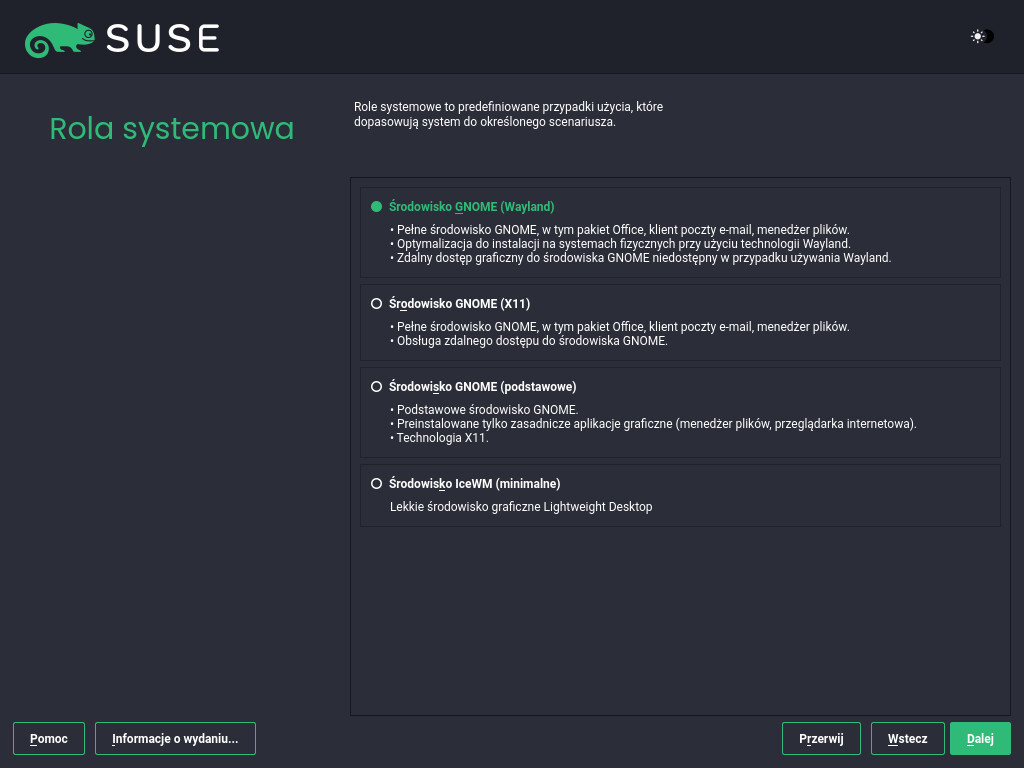 SUSE
Rola systemowa
Role systemowe to predefiniowane przypadki użycia, które
dopasowują system do określonego scenariusza.
Środowisko GNOME (Wayland)
• Pełne środowisko GNOME, w tym pakiet Office, klient poczty e-mail, menedżer plików.
• Optymalizacja do instalacji na systemach fizycznych przy użyciu technologii Wayland.
• Zdalny dostęp graficzny do środowiska GNOME niedostępny w przypadku używania Wayland.
Środowisko GNOME (X11)
• Pełne środowisko GNOME, w tym pakiet Office, klient poczty e-mail, menedżer plików.
• Obsługa zdalnego dostępu do środowiska GNOME.
Środowisko GNOME (podstawowe)
• Podstawowe środowisko GNOME.
• Preinstalowane tylko zasadnicze aplikacje graficzne (menedżer plików, przeglądarka internetowa).
• Technologia X11.
Środowisko IceWM (minimalne)
Lekkie środowisko graficzne Lightweight Desktop
Pomoc
Informacje o wydaniu...
Przerwij
Wstecz
Dalej